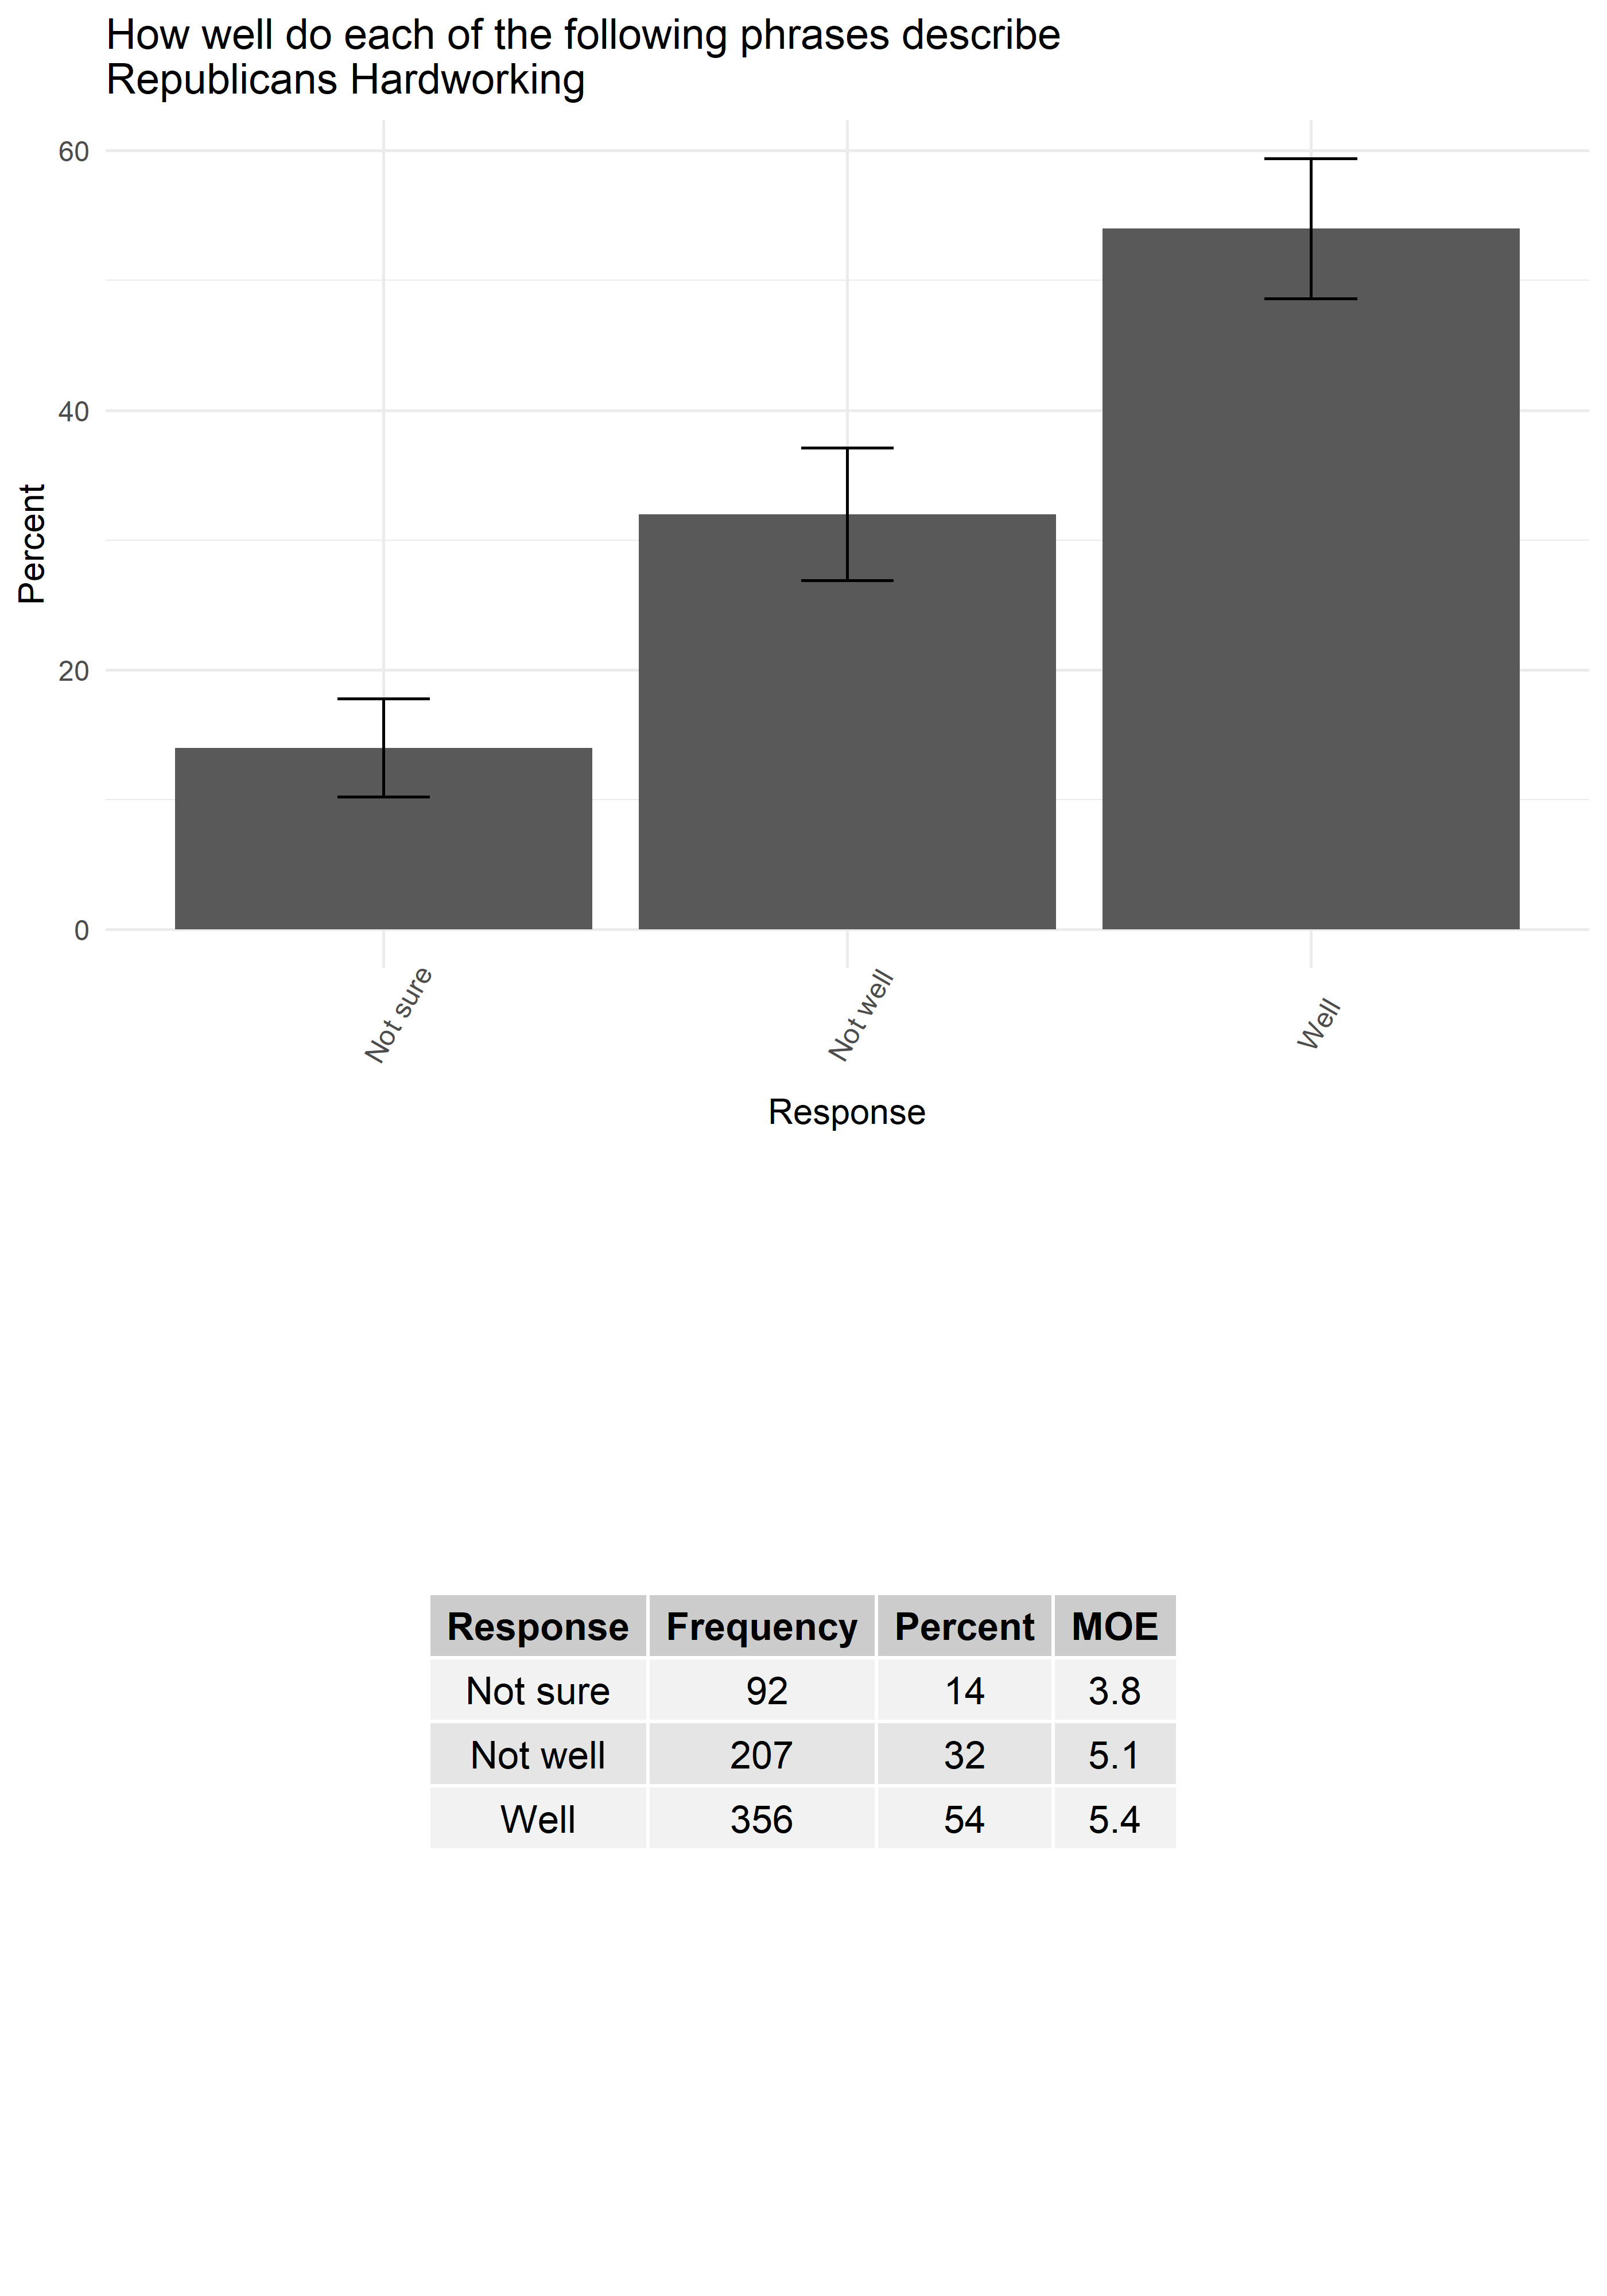 How well do each of the following phrases describe
Republicans Hardworking
60
40
20
0
Percent
Not sure
Not well
Well
Response
Response Frequency Percent MOE
Not sure 92 14 3.8
Not well 207 32 5.1
Well 356 54 5.4